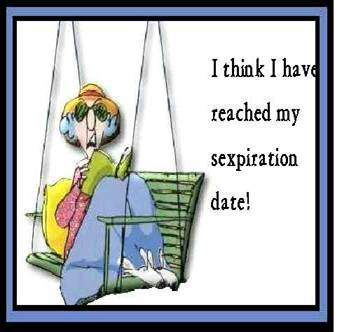 I think I have
reached my
sexpiration
date!